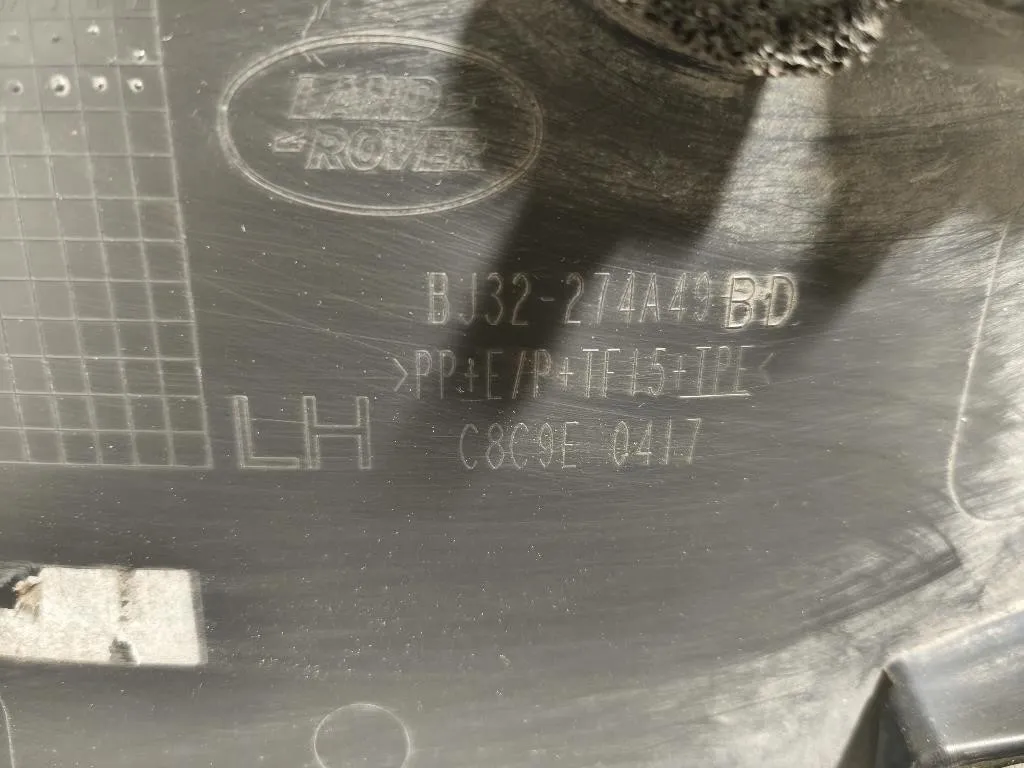 LAND
ROVER
BJ32-274A49 BD
>PP+E/P+TF15+TPE<
LH
C8C9E 0417